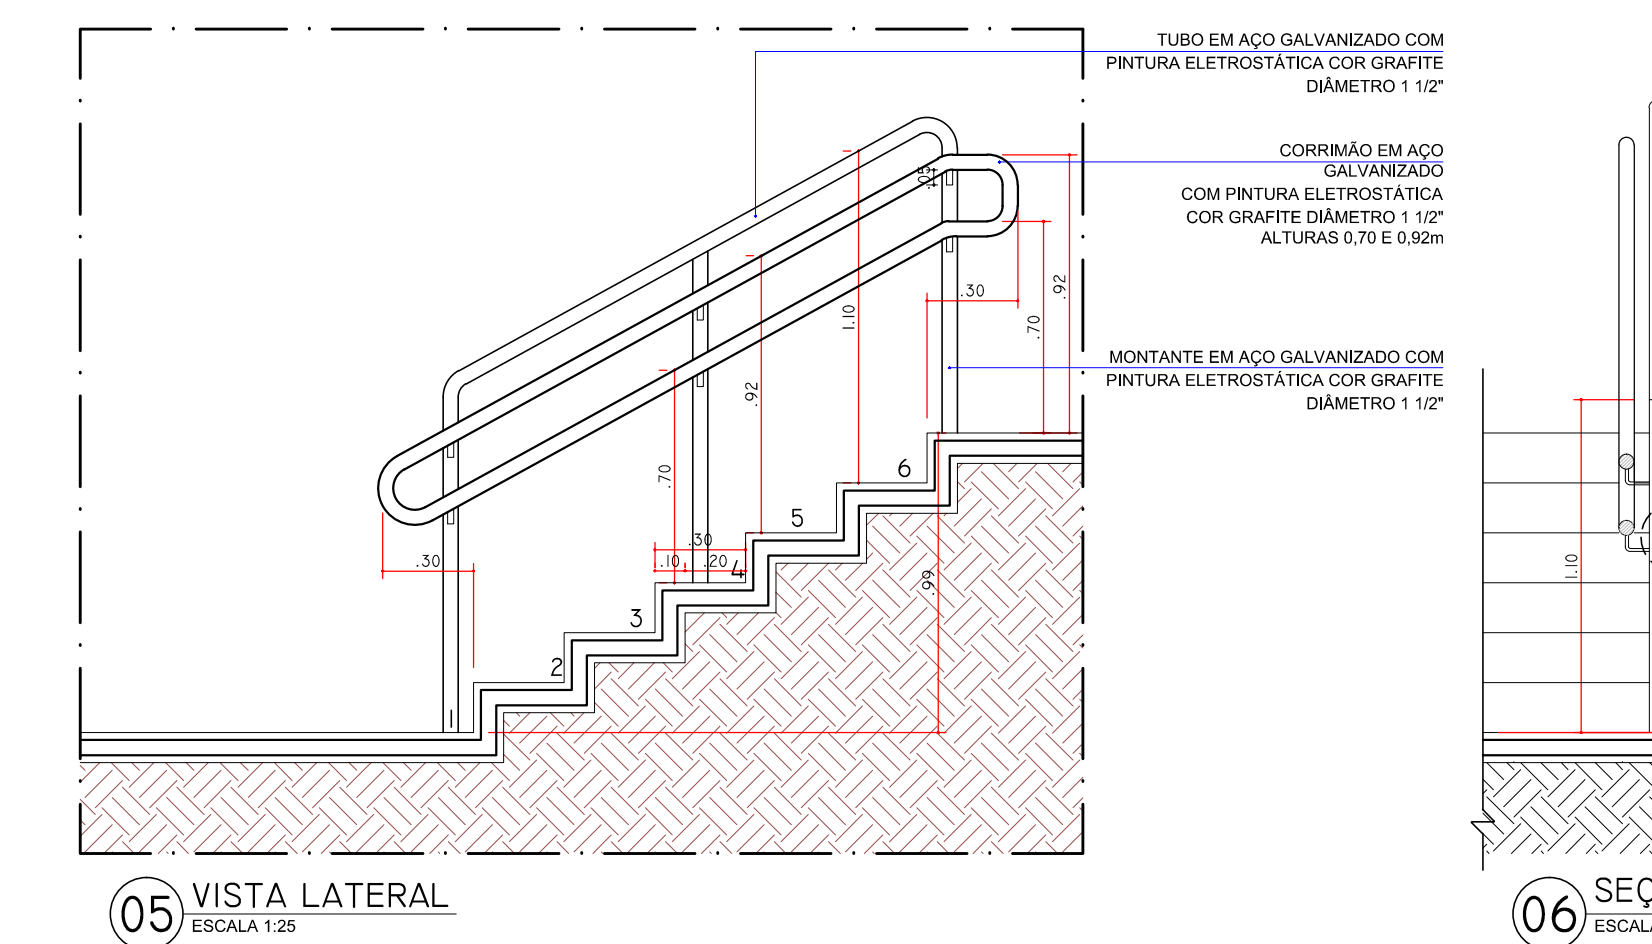 TUBO EM AÇO GALVANIZADO COM
PINTURA ELETROSTÁTICA COR GRAFITE
DIÂMETRO 1 1/2"
CORRIMÃO EM AÇO
GALVANIZADO
COM PINTURA ELETROSTÁTICA
COR GRAFITE DIÂMETRO 1 1/2"
ALTURAS 0,70 E 0,92m
MONTANTE EM AÇO GALVANIZADO COM
PINTURA ELETROSTÁTICA COR GRAFITE
DIÂMETRO 1 1/2"
.05
.30
.92
.70
1.10
.92
.70
.30
.10
.20
.30
.99
1
2
3
4
5
6
1.10
05
VISTA LATERAL
ESCALA 1:25
06